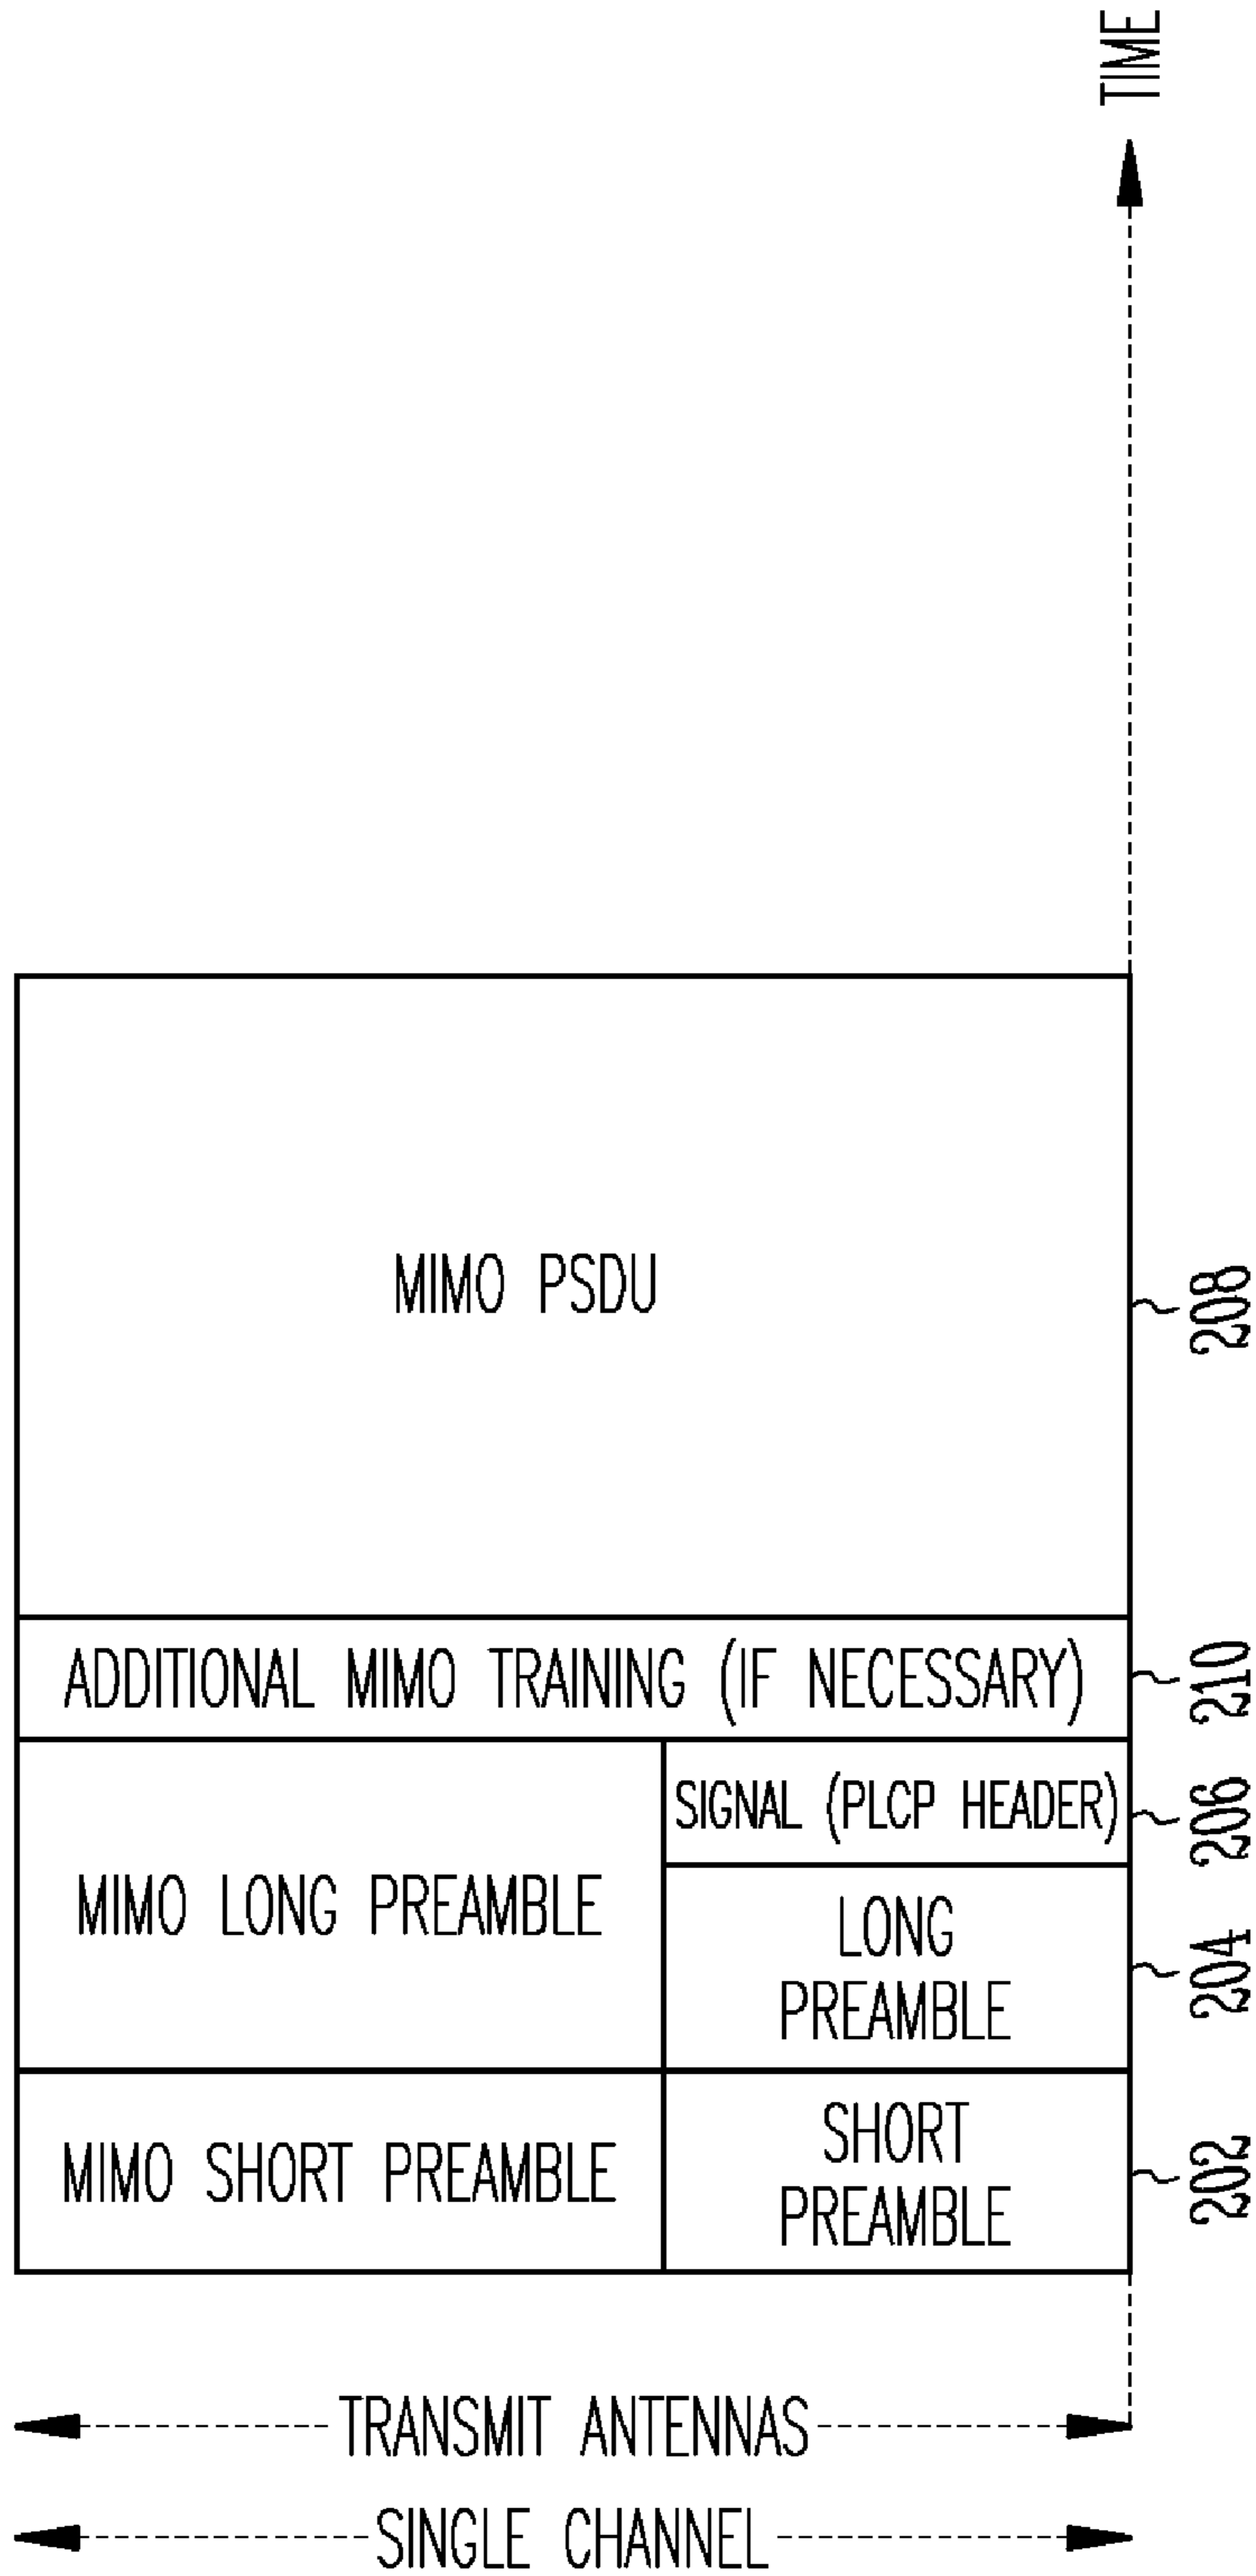 TIME
MIMO PSDU
208
ADDITIONAL MIMO TRAINING (IF NECESSARY)
210
MIMO LONG PREAMBLE
SIGNAL (PLCP HEADER)
206
LONG
PREAMBLE
204
MIMO SHORT PREAMBLE
SHORT
PREAMBLE
202
TRANSMIT ANTENNAS
SINGLE CHANNEL